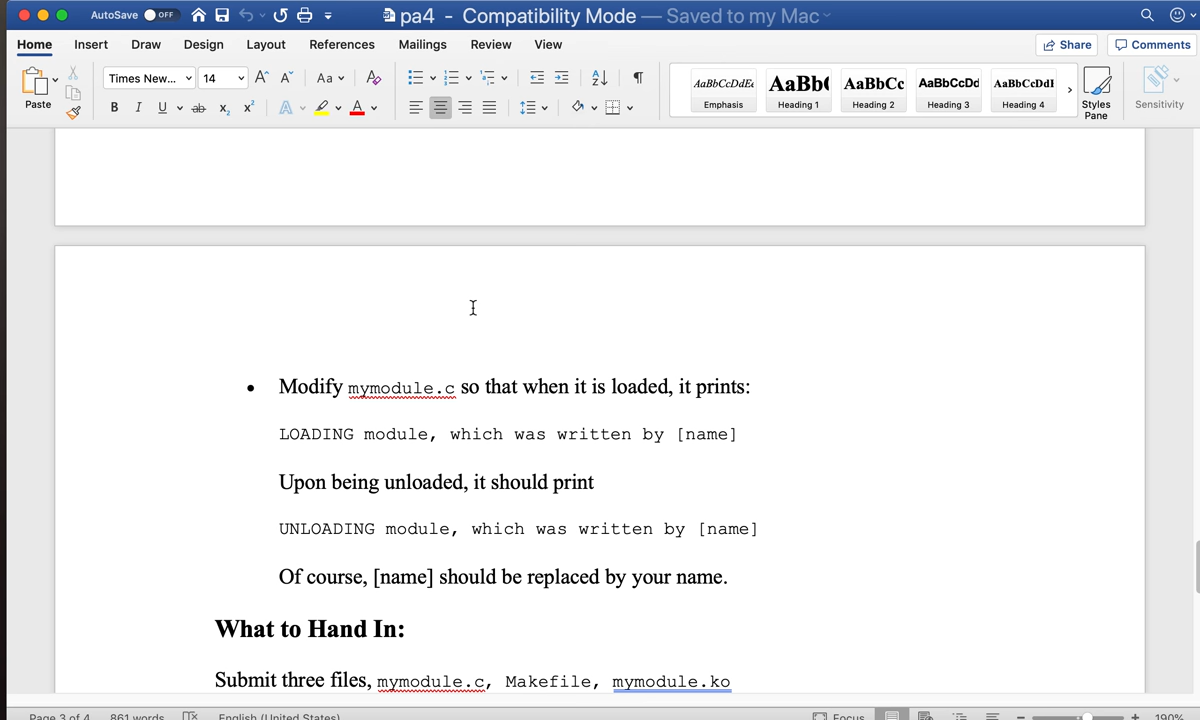 AutoSave OFF pa4 - Compatibility Mode — Saved to my Mac
Home Insert Draw Design Layout References Mailings Review View Share Comments
Paste Times New... 14 A A Aa A AaBbCcDdEe AaBb( AaBbCc AaBbCcDd AaBbCcDdI
B I U ab x2 x2 A A Emphasis Heading 1 Heading 2 Heading 3 Heading 4 Styles Pane Sensitivity
• Modify mymodule.c so that when it is loaded, it prints:
LOADING module, which was written by [name]
Upon being unloaded, it should print
UNLOADING module, which was written by [name]
Of course, [name] should be replaced by your name.
What to Hand In:
Submit three files, mymodule.c, Makefile, mymodule.ko
Page 3 of 4 861 words English (United States) Focus 190%